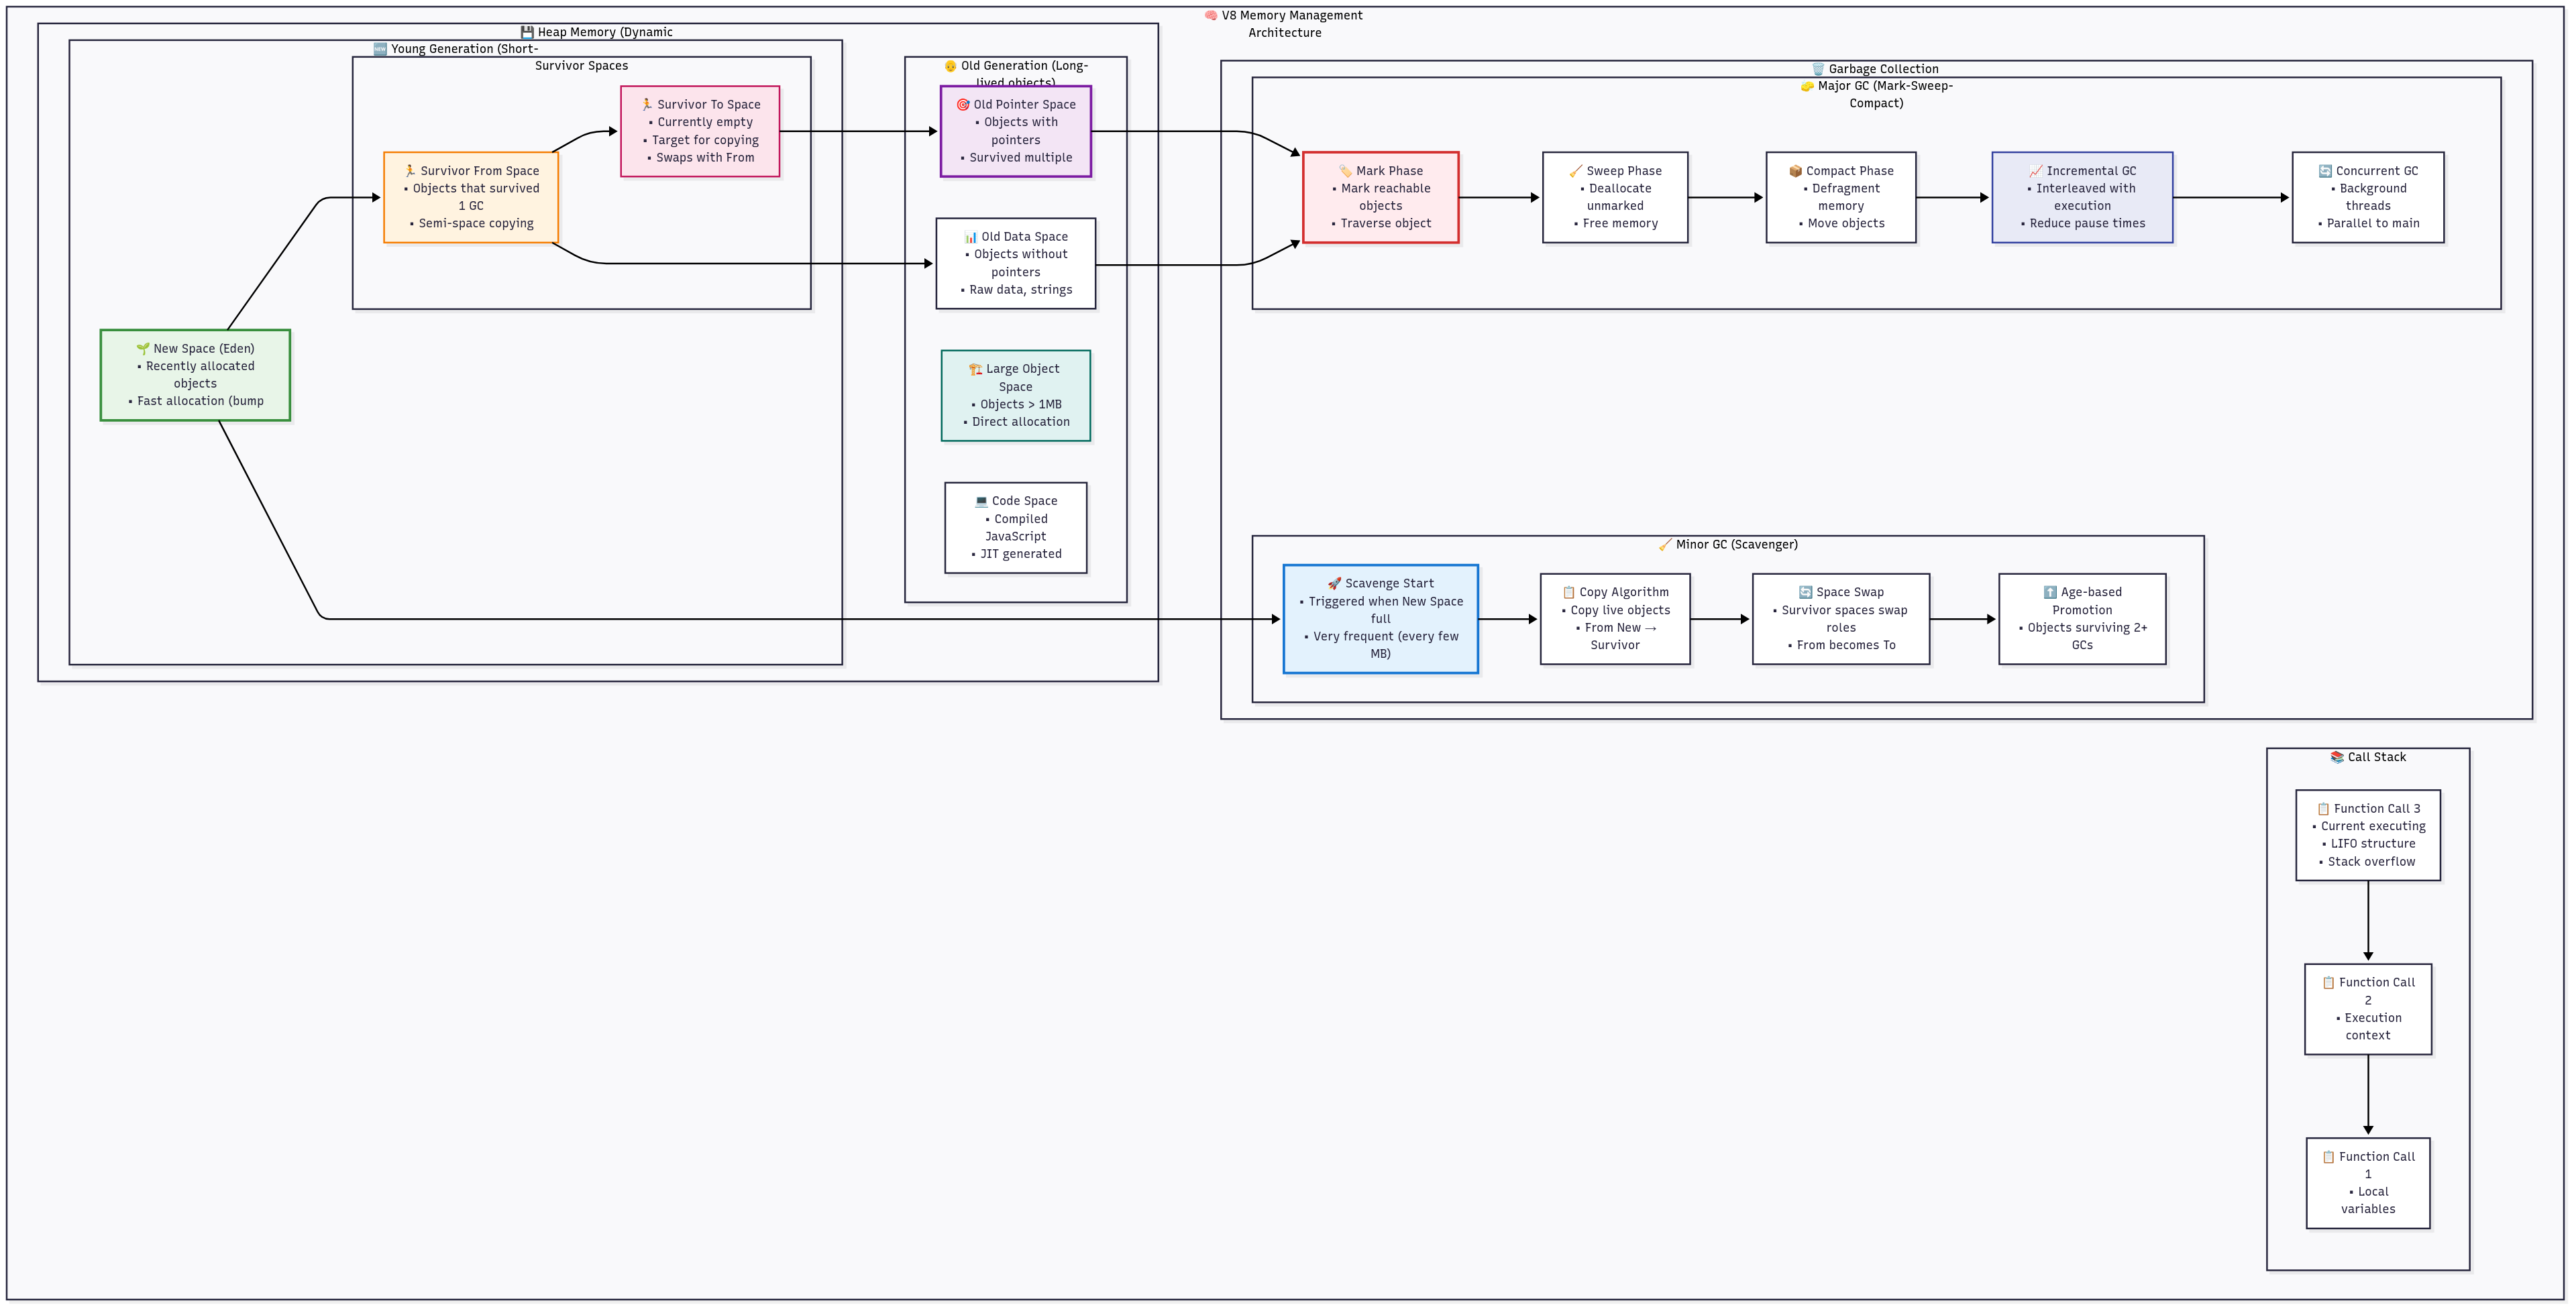 🧠 V8 Memory Management
Architecture
💾 Heap Memory (Dynamic
🆕 Young Generation (Short-
Survivor Spaces
🏃 Survivor To Space
▪ Currently empty
▪ Target for copying
▪ Swaps with From
🏃 Survivor From Space
▪ Objects that survived
1 GC
▪ Semi-space copying
🌱 New Space (Eden)
▪ Recently allocated
objects
▪ Fast allocation (bump
👴 Old Generation (Long-
lived objects)
🎯 Old Pointer Space
▪ Objects with
pointers
▪ Survived multiple
📊 Old Data Space
▪ Objects without
pointers
▪ Raw data, strings
🏗️ Large Object
Space
▪ Objects > 1MB
▪ Direct allocation
💻 Code Space
▪ Compiled
JavaScript
▪ JIT generated
🗑️ Garbage Collection
🧽 Major GC (Mark-Sweep-
Compact)
🏷️ Mark Phase
▪ Mark reachable
objects
▪ Traverse object
🧹 Sweep Phase
▪ Deallocate
unmarked
▪ Free memory
📦 Compact Phase
▪ Defragment
memory
▪ Move objects
📈 Incremental GC
▪ Interleaved with
execution
▪ Reduce pause times
🔄 Concurrent GC
▪ Background
threads
▪ Parallel to main
🧹 Minor GC (Scavenger)
🚀 Scavenge Start
▪ Triggered when New Space
full
▪ Very frequent (every few
MB)
📋 Copy Algorithm
▪ Copy live objects
▪ From New →
Survivor
🔄 Space Swap
▪ Survivor spaces swap
roles
▪ From becomes To
⬆️ Age-based
Promotion
▪ Objects surviving 2+
GCs
📚 Call Stack
📋 Function Call 3
▪ Current executing
▪ LIFO structure
▪ Stack overflow
📋 Function Call
2
▪ Execution
context
📋 Function Call
1
▪ Local
variables